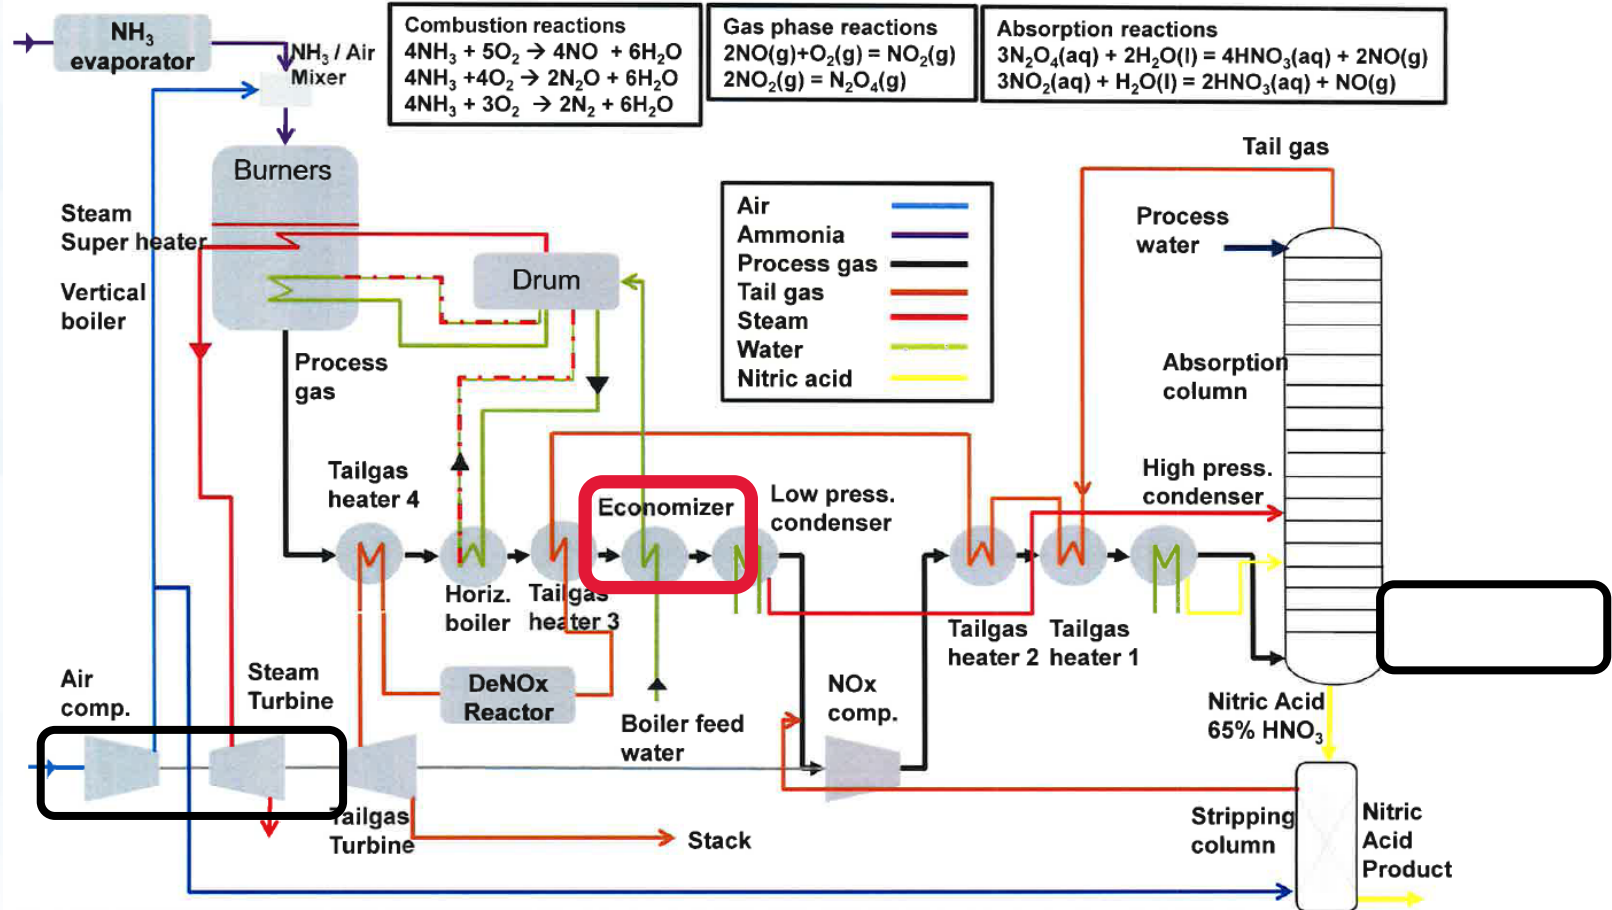 NH3
evaporator
NH3 / Air
Mixer
Combustion reactions
4NH3 + 5O2 → 4NO + 6H2O
4NH3 +4O2 → 2N2O + 6H2O
4NH3 + 3O2 → 2N2 + 6H2O
Gas phase reactions
2NO(g)+O2(g) = NO2(g)
2NO2(g) = N2O4(g)
Absorption reactions
3N2O4(aq) + 2H2O(l) = 4HNO3(aq) + 2NO(g)
3NO2(aq) + H2O(l) = 2HNO3(aq) + NO(g)
Burners
Steam
Super heater
Vertical
boiler
Drum
Process
gas
Air
Ammonia
Process gas
Tail gas
Steam
Water
Nitric acid
Tail gas
Process
water
Absorption
column
High press.
condenser
Tailgas
heater 4
Economizer
Low press.
condenser
Horiz.
boiler
Tailgas
heater 3
Tailgas
heater 2
Tailgas
heater 1
DeNOx
Reactor
Boiler feed
water
NOx
comp.
Air
comp.
Steam
Turbine
Tailgas
Turbine
Stack
Nitric Acid
65% HNO3
Stripping
column
Nitric
Acid
Product